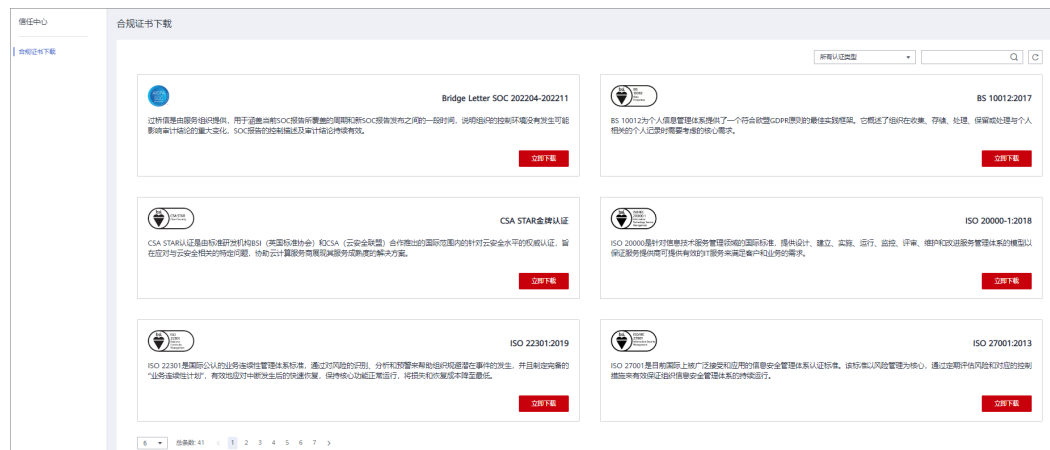 信任中心
合规证书下载
合规证书下载
所有认证类型
Bridge Letter SOC 202204-202211
过桥信是由服务组织提供，用于涵盖当前SOC报告所覆盖的周期和新SOC报告发布之间的一段时间，说明组织的控制环境没有发生可能
影响审计结论的重大变化，SOC报告的控制描述及审计结论持续有效。
立即下载
BS 10012:2017
BS 10012为个人信息管理体系提供了一个符合欧盟GDPR原则的最佳实践框架。它概述了组织在收集、存储、处理、保留或处理与个人
相关的个人记录时需要考虑的核心需求。
立即下载
CSA STAR金牌认证
CSA STAR认证是由标准研发机构BSI（英国标准协会）和CSA（云安全联盟）合作推出的国际范围内的针对云安全水平的权威认证，旨
在应对与云安全相关的特定问题，协助云计算服务商展现其服务成熟度的解决方案。
立即下载
ISO 20000-1:2018
ISO 20000是针对信息技术服务管理领域的国际标准，提供设计、建立、实施、运行、监控、评审、维护和改进服务管理体系的模型以
保证服务提供商可提供有效的IT服务来满足客户和业务的需求。
立即下载
ISO 22301:2019
ISO 22301是国际公认的业务连续性管理体系标准，通过对风险的识别、分析和预警来帮助组织规避潜在事件的发生，并且制定完备的
“业务连续性计划”，有效地应对中断发生后的快速恢复，保持核心功能正常运行，将损失和恢复成本降至最低。
立即下载
ISO 27001:2013
ISO 27001是目前国际上被广泛接受和应用的信息安全管理体系认证标准。该标准以风险管理为核心，通过定期评估风险和对应的控制
措施来有效保证组织信息安全管理体系的持续运行。
立即下载
6 总条数: 41 < 1 2 3 4 5 6 7 >